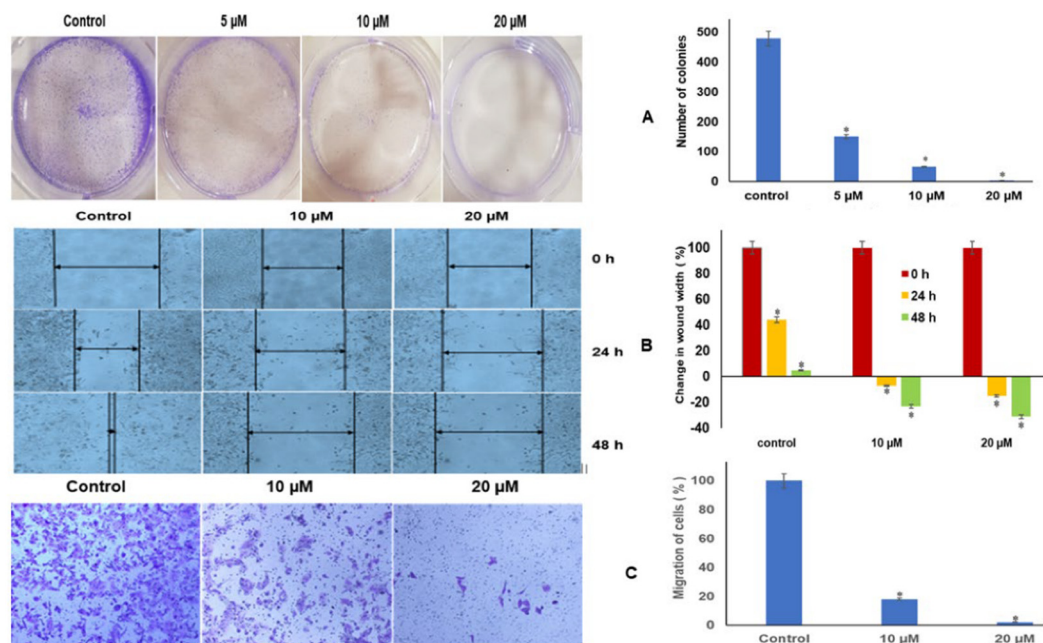 Control 5 µM 10 µM 20 µM
Control 10 µM 20 µM
0 h
24 h
48 h
Control 10 µM 20 µM
A
Number of colonies
500
400
300
200
100
0
*
*
*
control 5 µM 10 µM 20 µM
B
Change in wound width ( % )
100
80
60
40
20
0
-20
-40
0 h
24 h
48 h
*
*
*
*
*
*
control 10 µM 20 µM
C
Migration of cells ( % )
100
80
60
40
20
0
*
*
Control 10 µM 20 µM